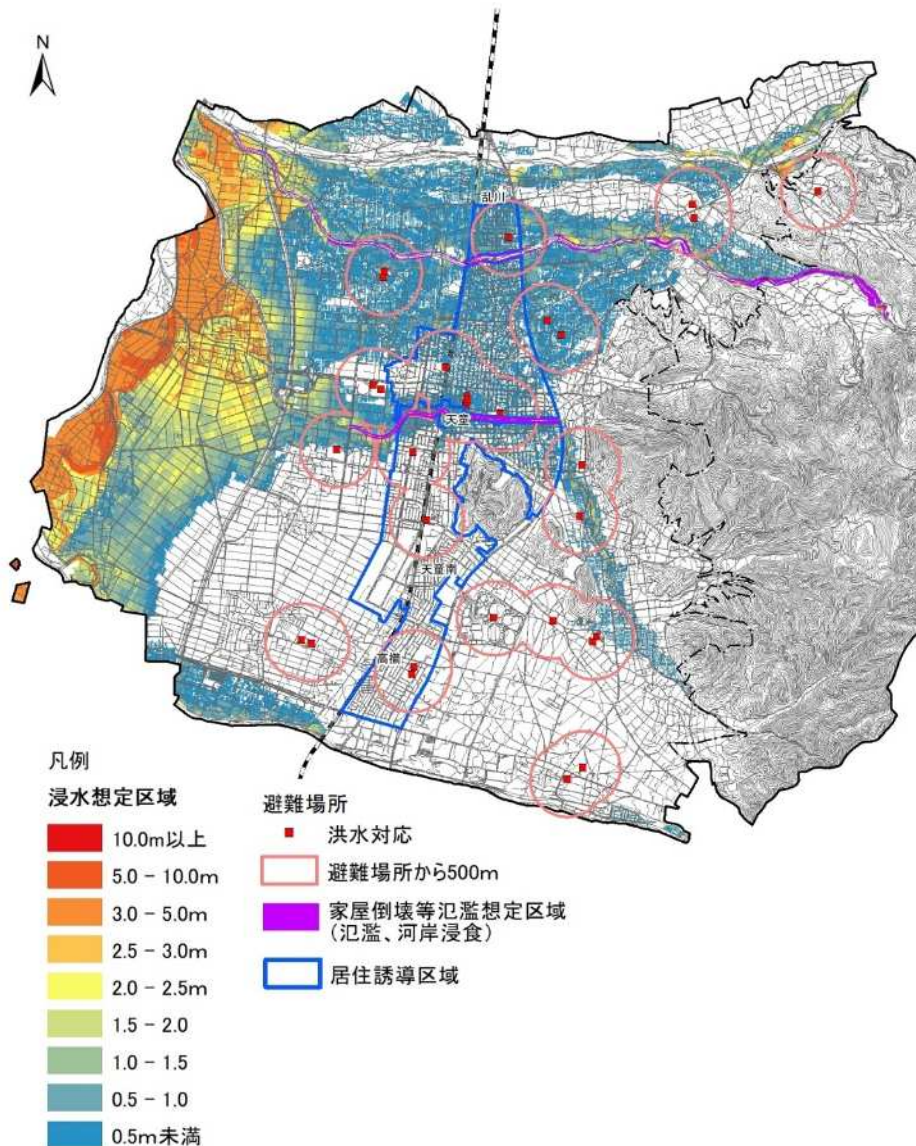 N
乱川
天童
天童南
高擶
凡例
浸水想定区域
10.0m以上
5.0 - 10.0m
3.0 - 5.0m
2.5 - 3.0m
2.0 - 2.5m
1.5 - 2.0
1.0 - 1.5
0.5 - 1.0
0.5m未満
避難場所
洪水対応
避難場所から500m
家屋倒壊等氾濫想定区域
(氾濫、河岸浸食)
居住誘導区域